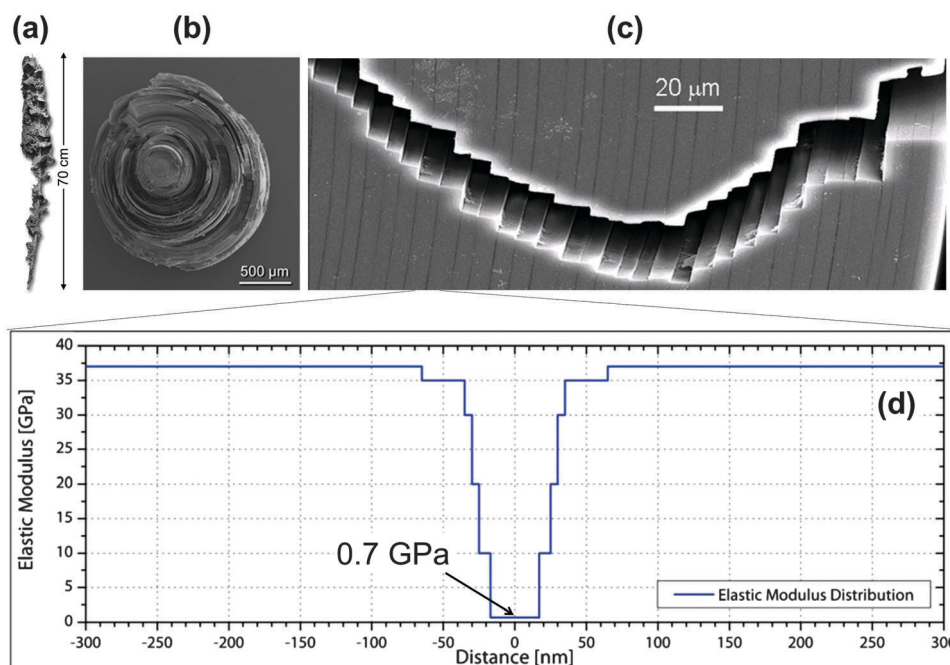 (a)
(b)
(c)
70 cm
500 µm
20 µm
(d)
Elastic Modulus [GPa]
40
35
30
25
20
15
10
5
0
0.7 GPa
Elastic Modulus Distribution
-300 -250 -200 -150 -100 -50 0 50 100 150 200 250 300
Distance [nm]